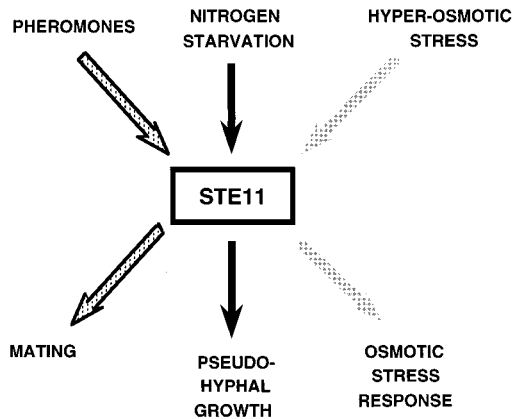 PHEROMONES
NITROGEN
STARVATION
HYPER-OSMOTIC
STRESS
STE11
MATING
PSEUDO-
HYPHAL
GROWTH
OSMOTIC
STRESS
RESPONSE